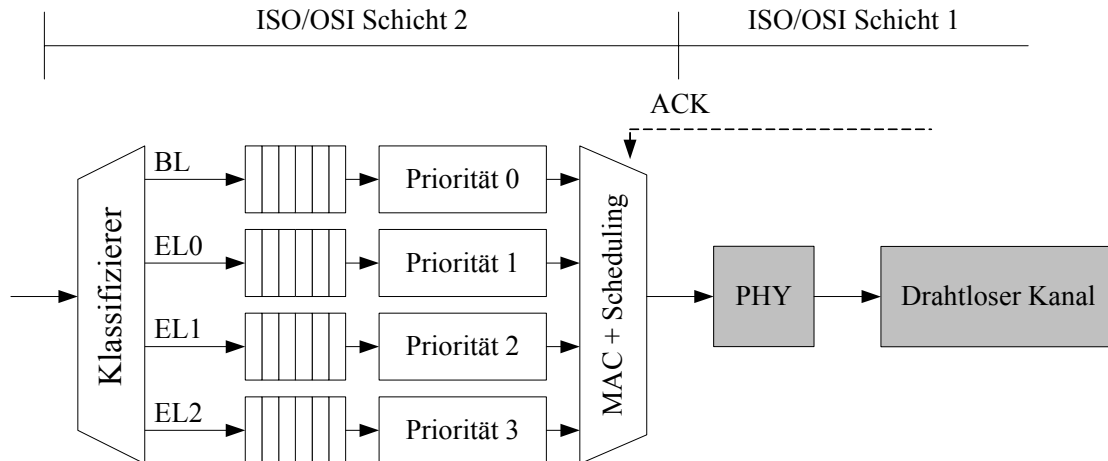 ISO/OSI Schicht 2
ISO/OSI Schicht 1
ACK
Klassifizierer
BL
Priorität 0
EL0
Priorität 1
EL1
Priorität 2
EL2
Priorität 3
MAC + Scheduling
PHY
Drahtloser Kanal